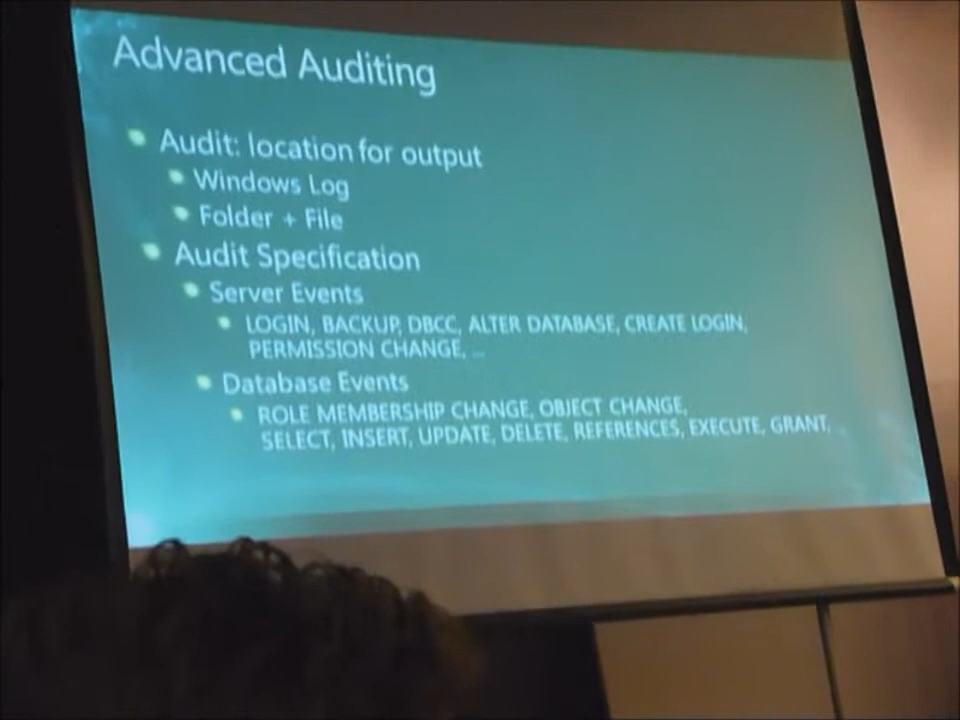 Advanced Auditing
Audit: location for output
Windows Log
Folder + File
Audit Specification
Server Events
LOGIN, BACKUP, DBCC, ALTER DATABASE, CREATE LOGIN,
PERMISSION CHANGE, ...
Database Events
ROLE MEMBERSHIP CHANGE, OBJECT CHANGE,
SELECT, INSERT, UPDATE, DELETE, REFERENCES, EXECUTE, GRANT, ...